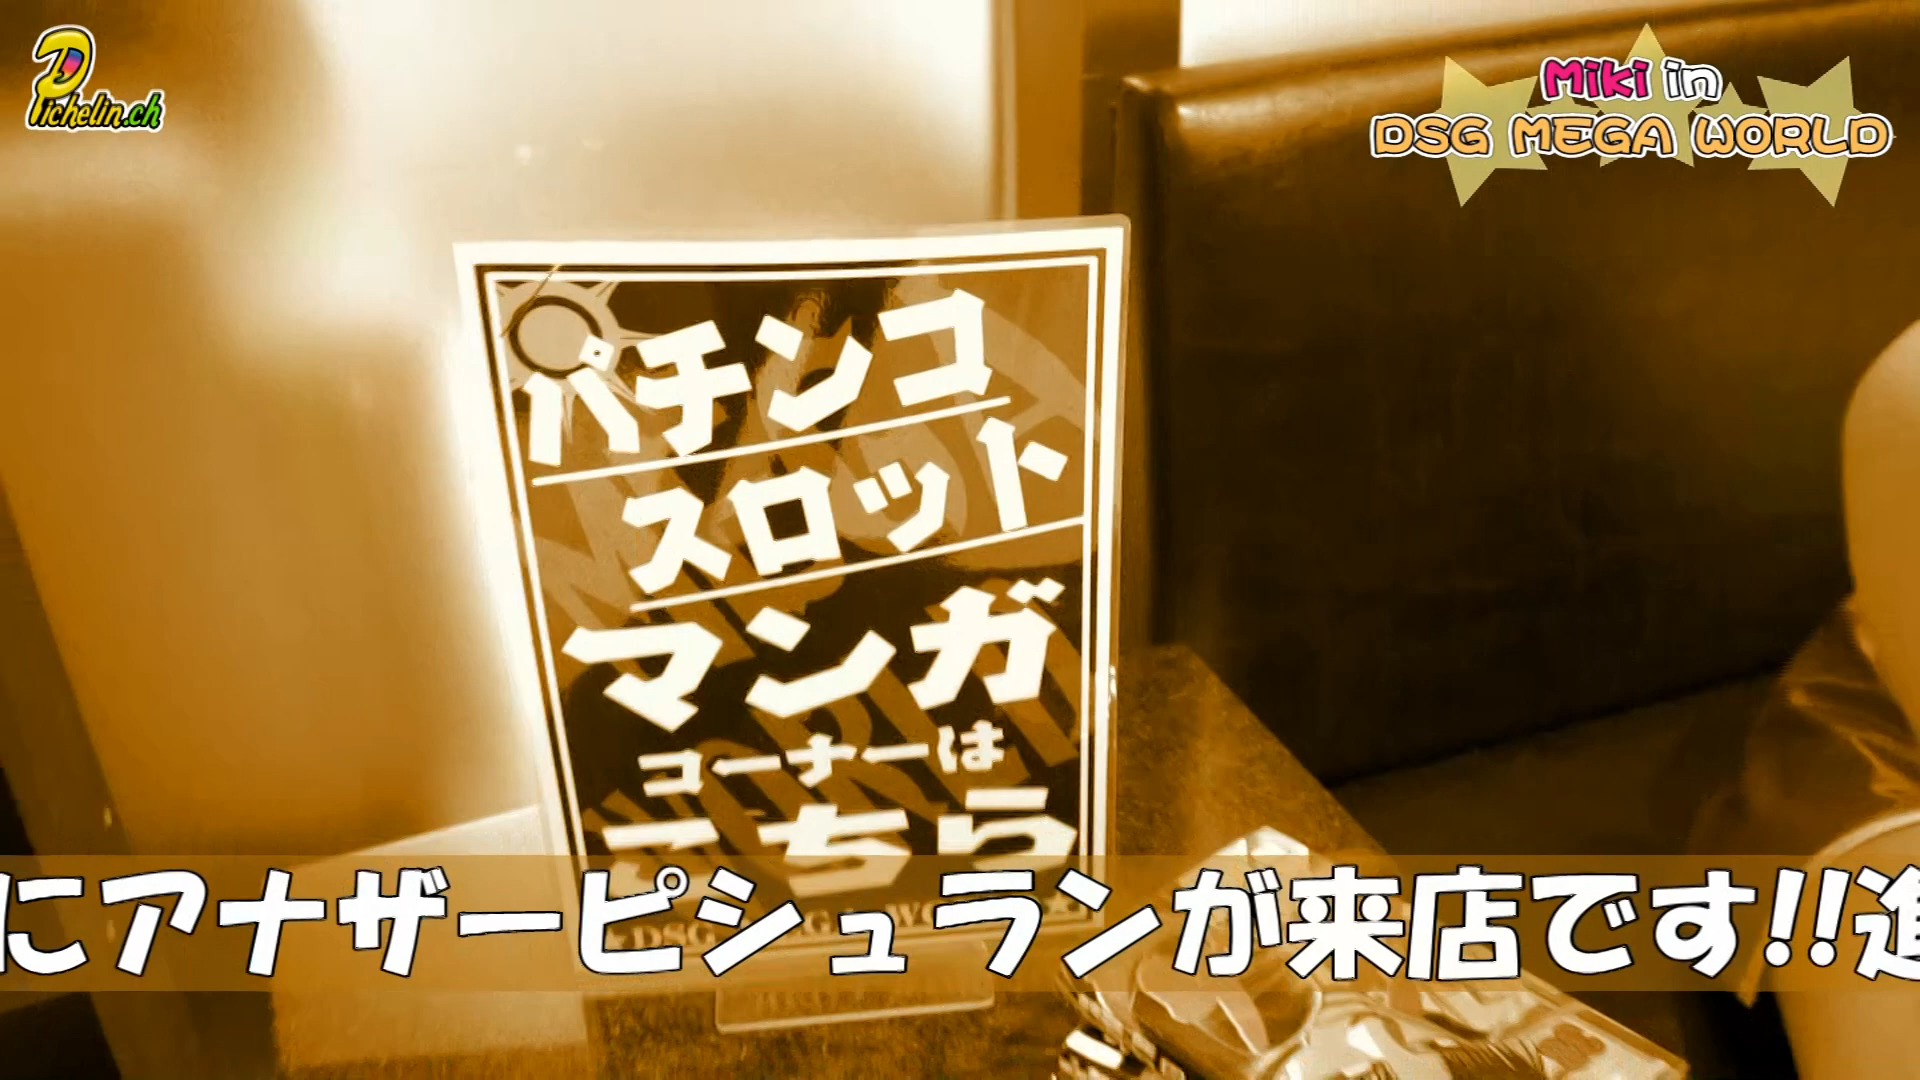 Pichelin.ch
Miki in
DSG MEGA WORLD
パチンコ
スロット
マンガ
コーナーは
こちら
にアナザーピシュランが来店です!!進